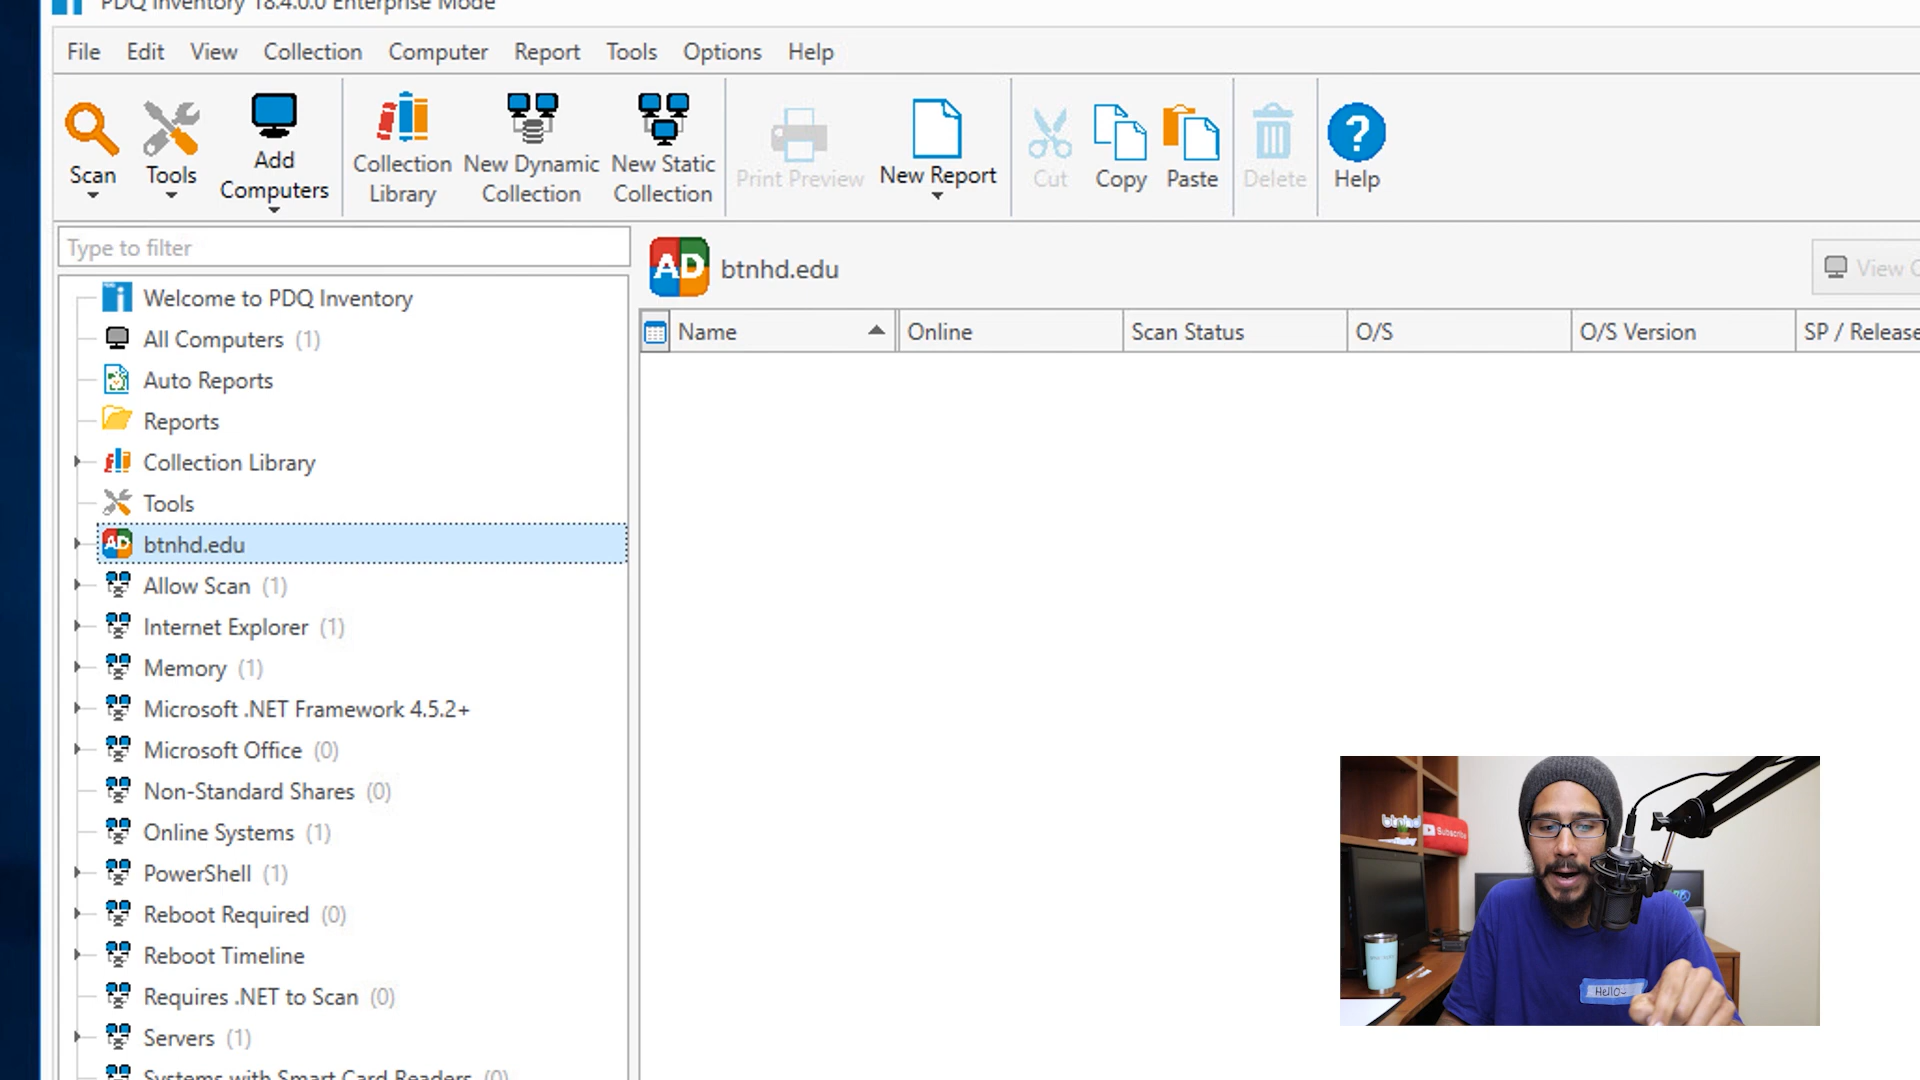 PDQ Inventory 18.4.0.0 Enterprise Mode
File Edit View Collection Computer Report Tools Options Help
Scan
Tools
Add
Computers
Collection
Library
New Dynamic
Collection
New Static
Collection
Print Preview
New Report
Cut
Copy
Paste
Delete
Help
Type to filter
Welcome to PDQ Inventory
All Computers (1)
Auto Reports
Reports
Collection Library
Tools
btnhd.edu
Allow Scan (1)
Internet Explorer (1)
Memory (1)
Microsoft .NET Framework 4.5.2+
Microsoft Office (0)
Non-Standard Shares (0)
Online Systems (1)
PowerShell (1)
Reboot Required (0)
Reboot Timeline
Requires .NET to Scan (0)
Servers (1)
Systems with Smart Card Readers (0)
AD btnhd.edu
View
Name Online Scan Status O/S O/S Version SP / Release
btnhd
Subscribe
Hello